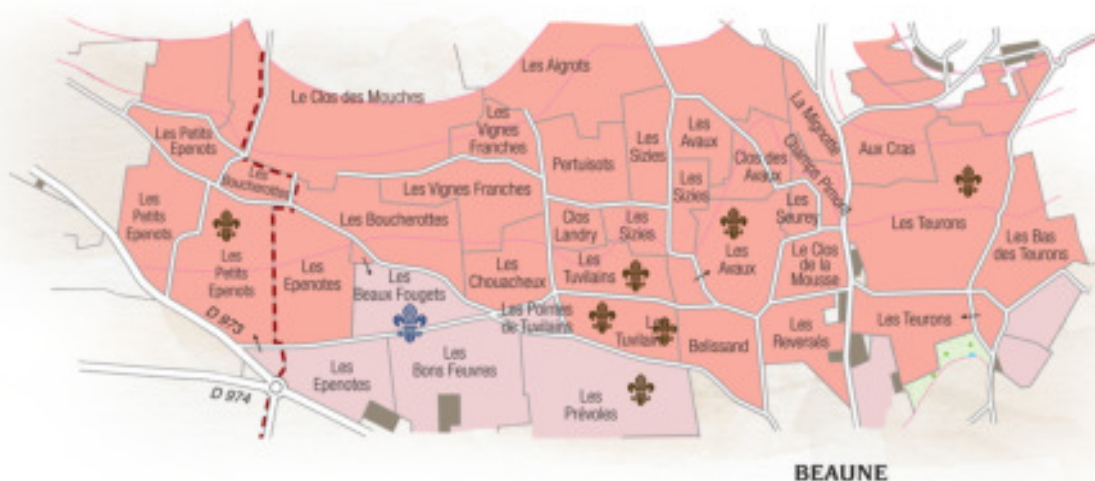 Les Aigrots
Le Clos des Mouches
La Mignotte
Les
Vignes
Franches
Les
Avaux
Les
Sizies
Les Petits
Epenots
Pertuisots
Clos des
Avaux
Champs Pimont
Aux Cras
Les
Boucherottes
Les Vignes Franches
Les
Sizies
Les
Petits
Epenots
Les Boucherottes
Clos
Landry
Les
Sizies
Les
Seurey
Les Teurons
Les Bas
des Teurons
Les
Petits
Epenots
Les
Epenotes
Les
Beaux Fougets
Les
Chouacheux
Les
Tuvilains
Les
Avaux
Le Clos
de la
Mousse
D 973
Les Pointes
de Tuvilains
Les
Tuvilains
Belissand
Les
Reversés
Les Teurons
Les
Epenotes
Les
Bons Feuvres
Les
Prévoles
D 974
BEAUNE